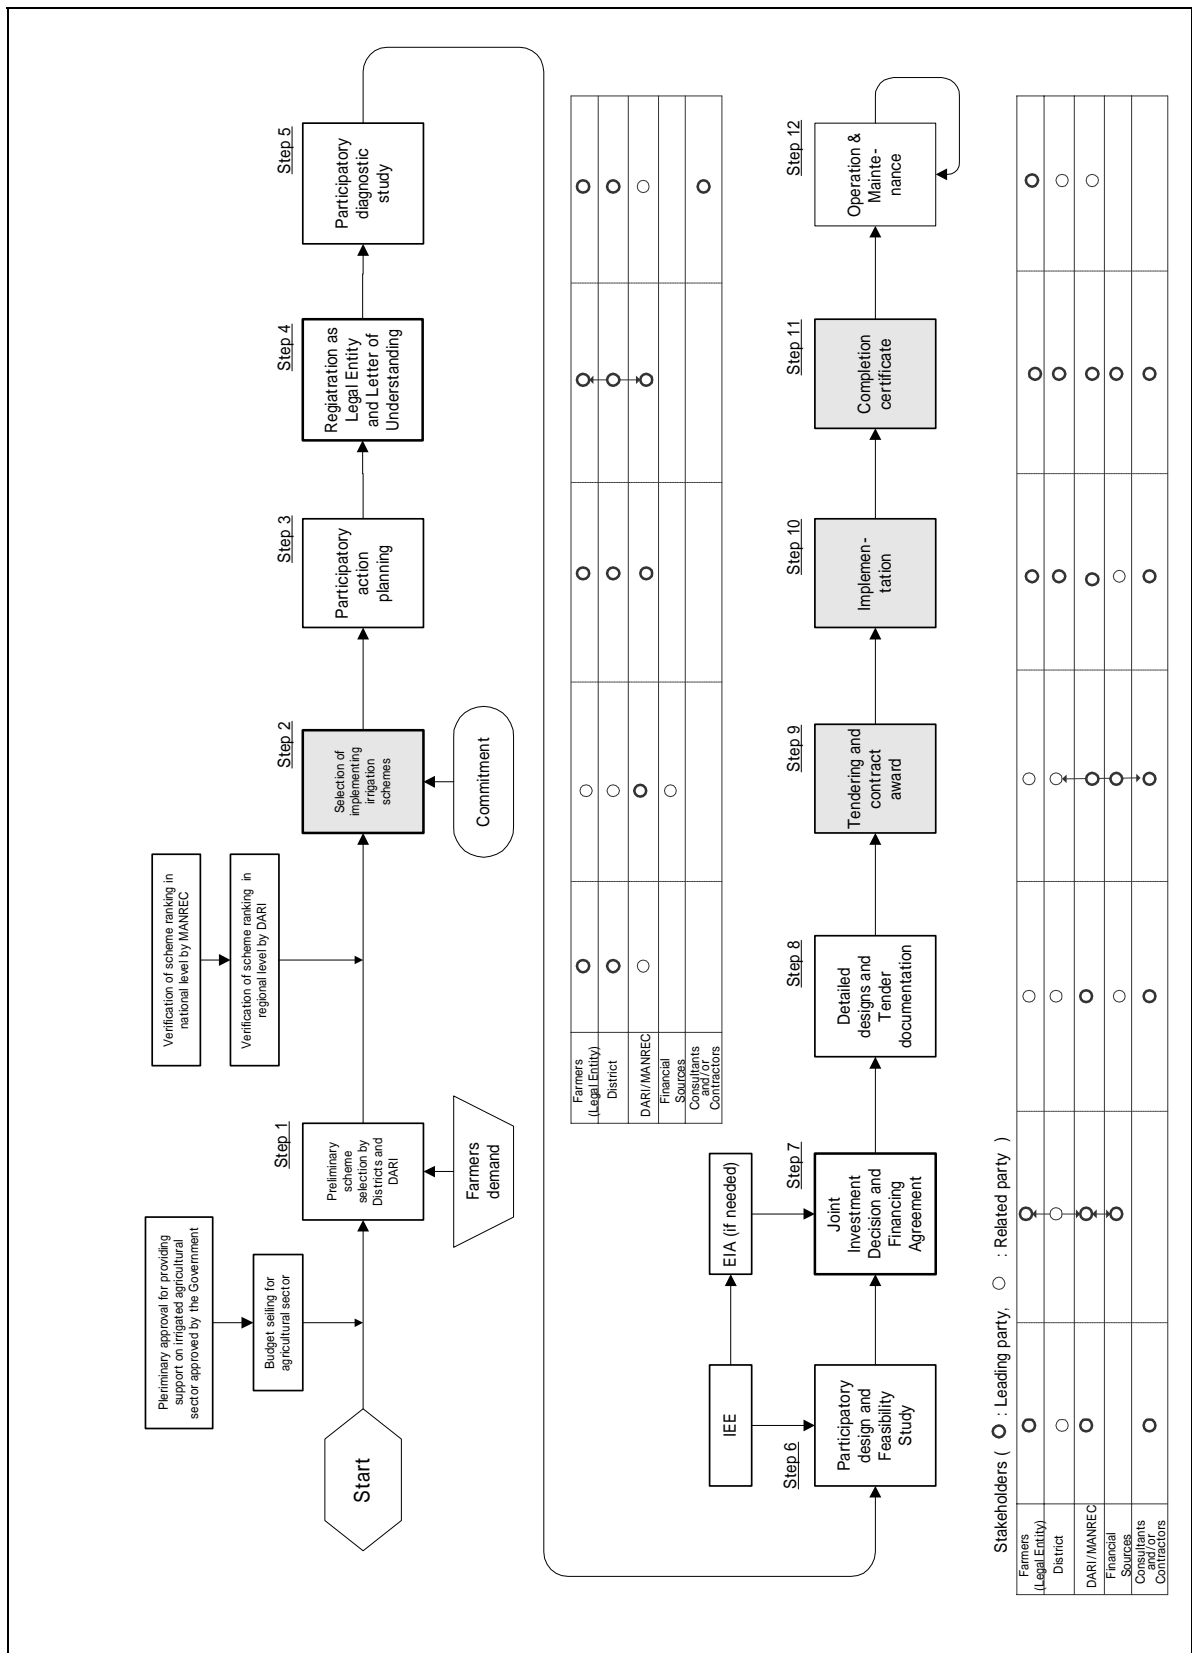 Pleriminary approval for providing
support on irrigated agricultural
sector approved by the Government
Budget seiling for
agricultural sector
Verification of scheme ranking in
national level by MANREC
Verification of scheme ranking in
regional level by DARI
Start
Step 1
Preliminary
scheme
selection by
Districts and
DARI
Farmers
demand
Step 2
Selection of
implementing
irrigation
schemes
Commitment
Step 3
Participatory
action
planning
Step 4
Regiatration as
Legal Entity
and Letter of
Understanding
Step 5
Participatory
diagnostic
study
Farmers
(Legal Entity)
District
DARI/MANREC
Financial
Sources
Consultants
and/or
Contractors
IEE
EIA (if needed)
Step 6
Participatory
design and
Feasibility
Study
Step 7
Joint
Investment
Decision and
Financing
Agreement
Step 8
Detailed
designs and
Tender
documentation
Step 9
Tendering and
contract
award
Step 10
Implemen-
tation
Step 11
Completion
certificate
Step 12
Operation &
Mainte-
nance
Stakeholders ( : Leading party, : Related party )
Farmers
(Legal Entity)
District
DARI/MANREC
Financial
Sources
Consultants
and/or
Contractors